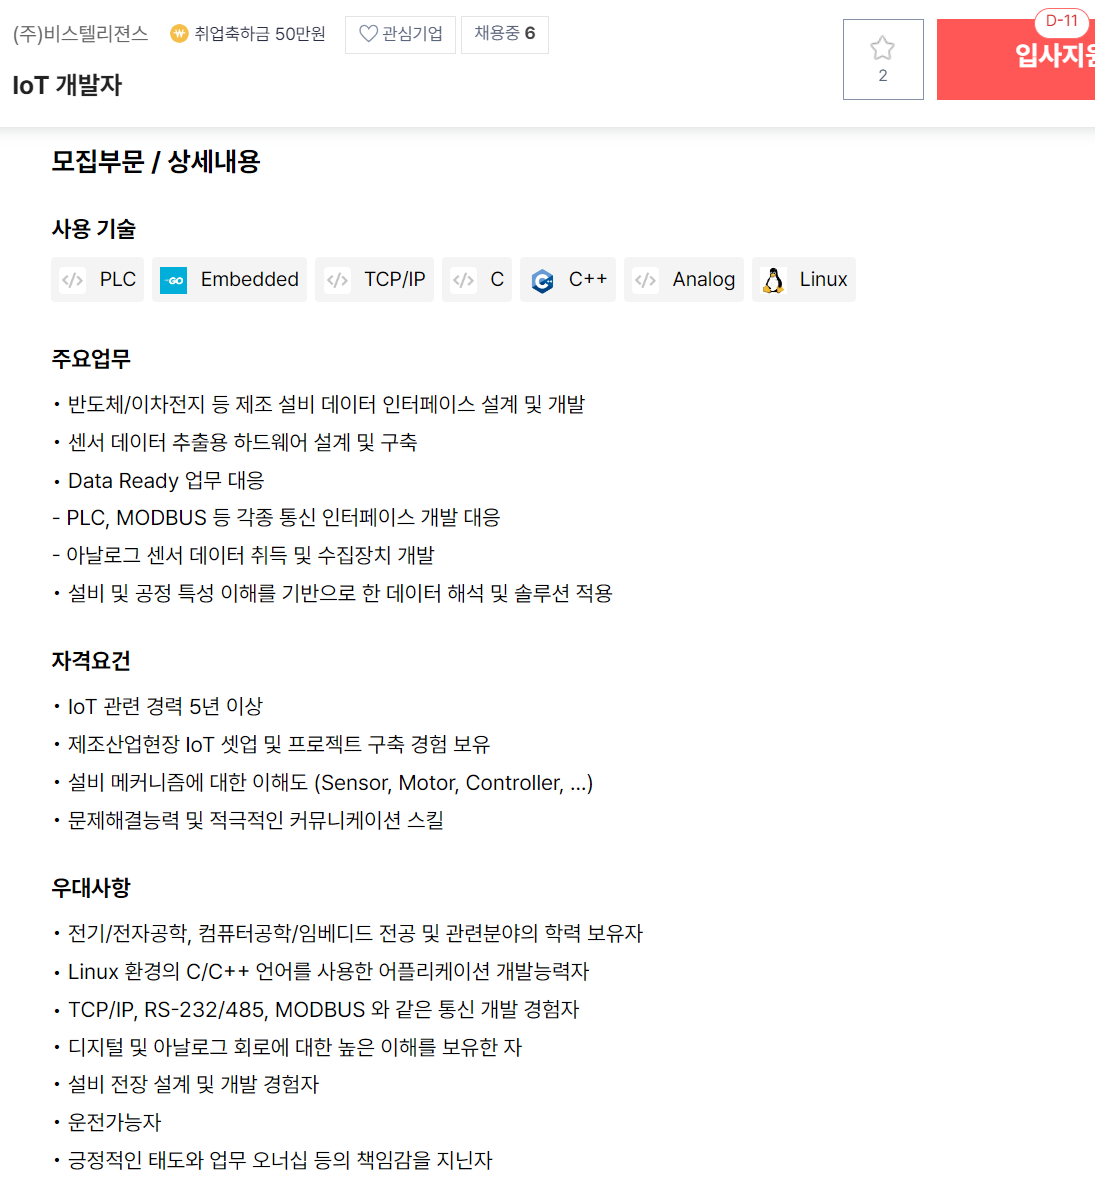 (주)비스텔리젼스 취업축하금 50만원 관심기업 채용중 6
D-11
입사지원
IoT 개발자
2
모집부문 / 상세내용
사용 기술
PLC Embedded TCP/IP C C++ Analog Linux
주요업무
• 반도체/이차전지 등 제조 설비 데이터 인터페이스 설계 및 개발
• 센서 데이터 추출용 하드웨어 설계 및 구축
• Data Ready 업무 대응
- PLC, MODBUS 등 각종 통신 인터페이스 개발 대응
- 아날로그 센서 데이터 취득 및 수집장치 개발
• 설비 및 공정 특성 이해를 기반으로 한 데이터 해석 및 솔루션 적용
자격요건
• IoT 관련 경력 5년 이상
• 제조산업현장 IoT 셋업 및 프로젝트 구축 경험 보유
• 설비 메커니즘에 대한 이해도 (Sensor, Motor, Controller, ...)
• 문제해결능력 및 적극적인 커뮤니케이션 스킬
우대사항
• 전기/전자공학, 컴퓨터공학/임베디드 전공 및 관련분야의 학력 보유자
• Linux 환경의 C/C++ 언어를 사용한 어플리케이션 개발능력자
• TCP/IP, RS-232/485, MODBUS 와 같은 통신 개발 경험자
• 디지털 및 아날로그 회로에 대한 높은 이해를 보유한 자
• 설비 전장 설계 및 개발 경험자
• 운전가능자
• 긍정적인 태도와 업무 오너십 등의 책임감을 지닌자